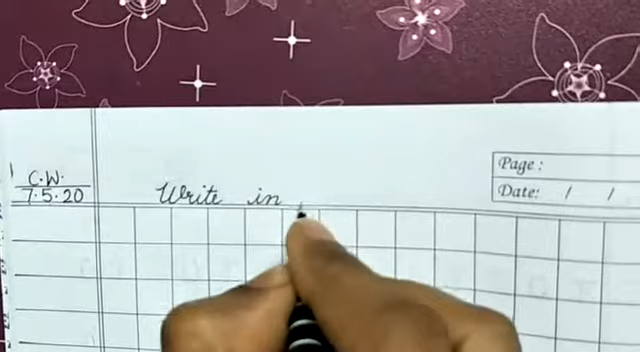 Page :
C.W.
7.5.20
Write in
Date: / /